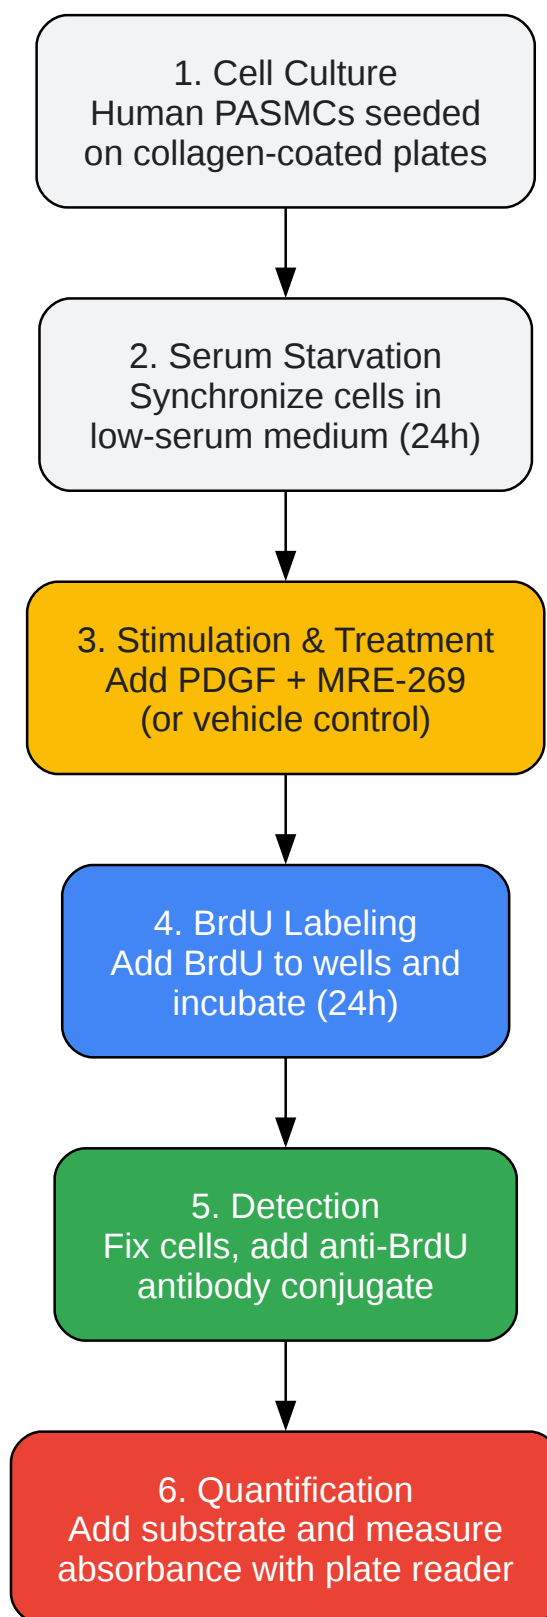 1. Cell Culture
Human PASMCs seeded
on collagen-coated plates
2. Serum Starvation
Synchronize cells in
low-serum medium (24h)
3. Stimulation & Treatment
Add PDGF + MRE-269
(or vehicle control)
4. BrdU Labeling
Add BrdU to wells and
incubate (24h)
5. Detection
Fix cells, add anti-BrdU
antibody conjugate
6. Quantification
Add substrate and measure
absorbance with plate reader